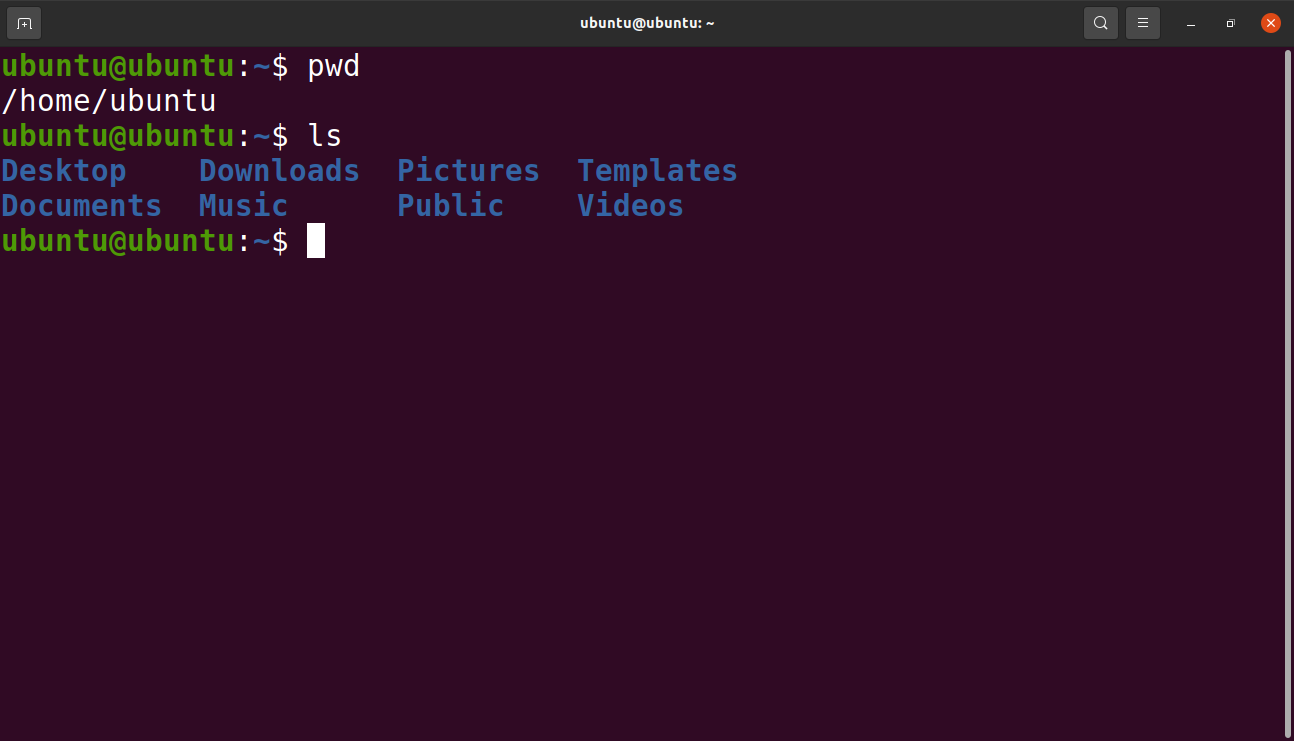 ubuntu@ubuntu: ~
ubuntu@ubuntu:~$ pwd
/home/ubuntu
ubuntu@ubuntu:~$ ls
Desktop    Downloads  Pictures  Templates
Documents  Music      Public    Videos
ubuntu@ubuntu:~$